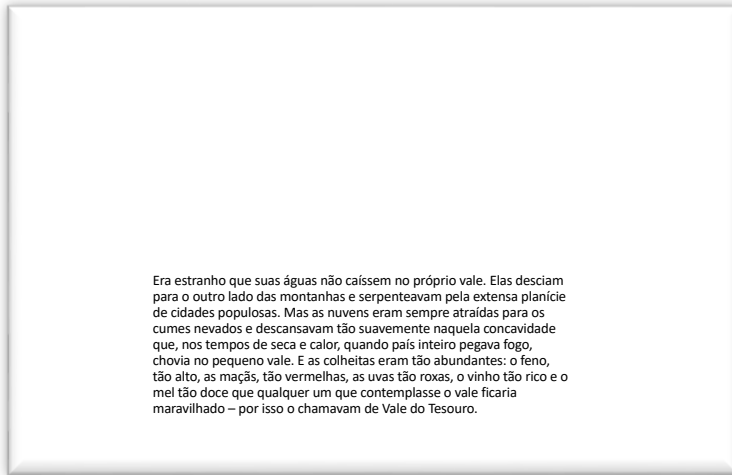 Era estranho que suas águas não caíssem no próprio vale. Elas desciam
para o outro lado das montanhas e serpenteavam pela extensa planície
de cidades populosas. Mas as nuvens eram sempre atraídas para os
cumes nevados e descansavam tão suavemente naquela concavidade
que, nos tempos de seca e calor, quando país inteiro pegava fogo,
chovia no pequeno vale. E as colheitas eram tão abundantes: o feno,
tão alto, as maçãs, tão vermelhas, as uvas tão roxas, o vinho tão rico e o
mel tão doce que qualquer um que contemplasse o vale ficaria
maravilhado – por isso o chamavam de Vale do Tesouro.